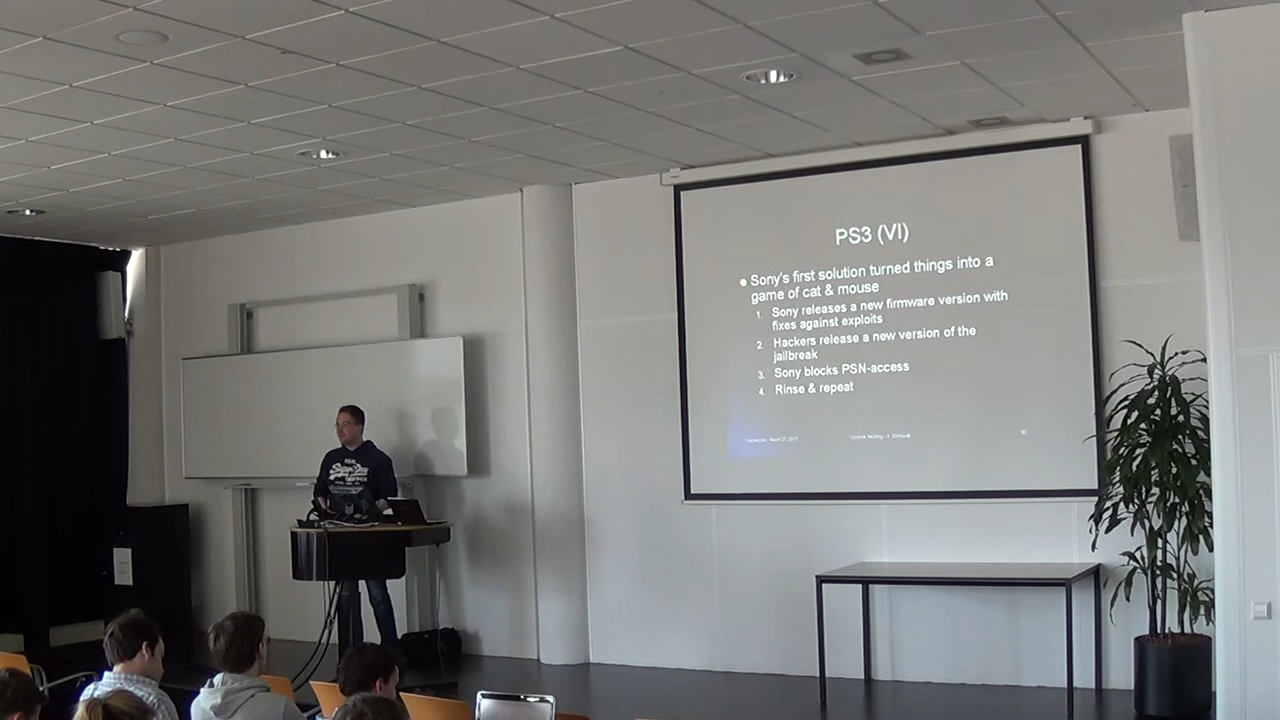 PS3 (VI)
Sony's first solution turned things into a
game of cat & mouse
1. Sony releases a new firmware version with
fixes against exploits
2. Hackers release a new version of the
jailbreak
3. Sony blocks PSN-access
4. Rinse & repeat